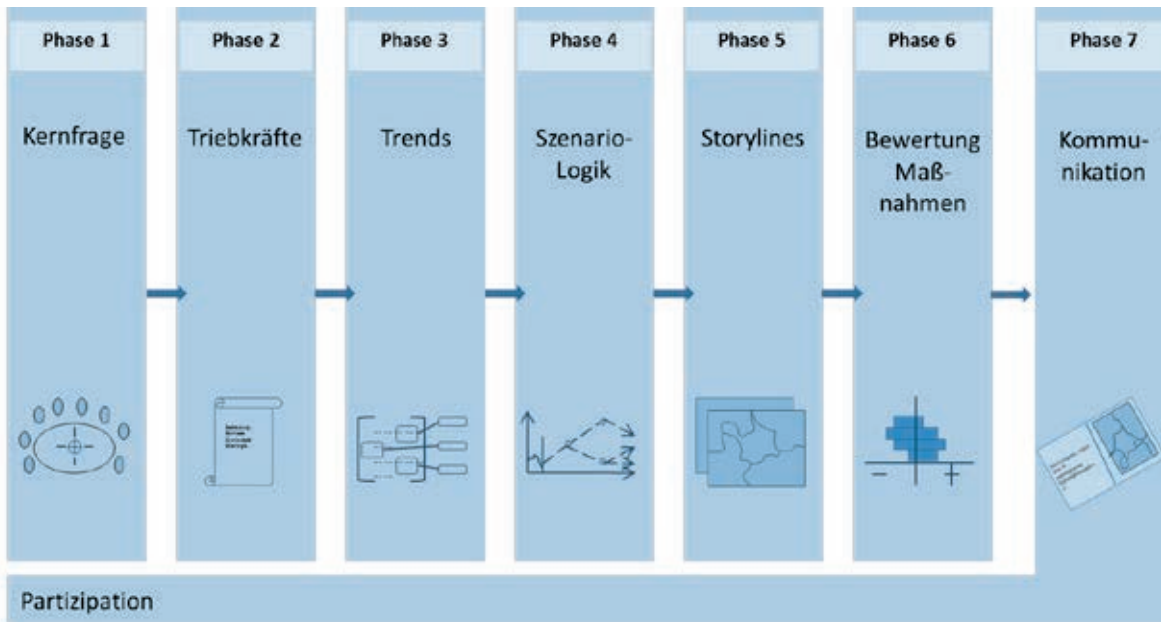 Phase 1
Phase 2
Phase 3
Phase 4
Phase 5
Phase 6
Phase 7
Kernfrage
Triebkräfte
Trends
Szenario-
Logik
Storylines
Bewertung
Maß-
nahmen
Kommu-
nikation
Partizipation